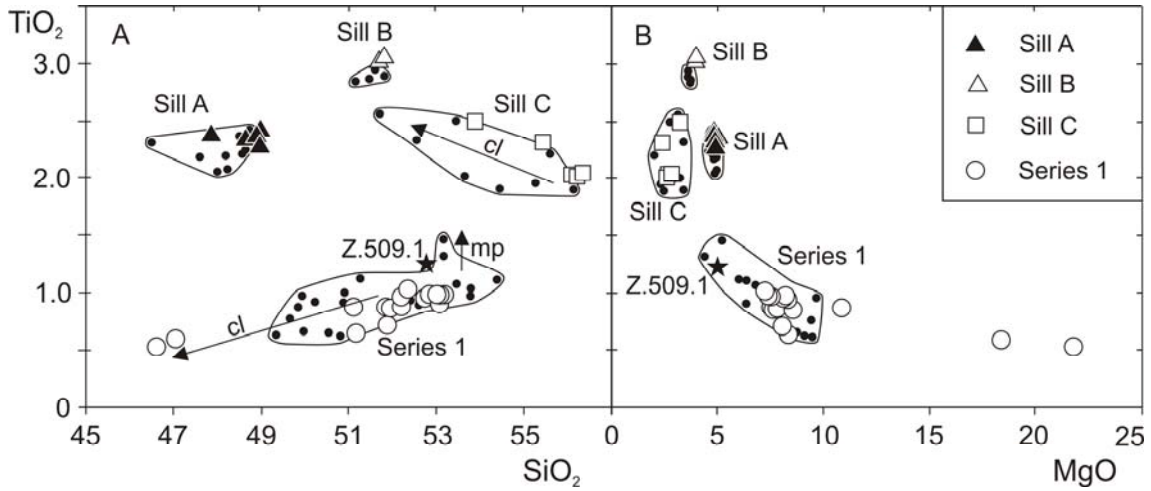 TiO₂
A
B
3.0
2.0
1.0
0
Sill B
Sill A
Sill C
cl
Z.509.1
mp
cl
Series 1
Sill B
Sill A
Sill C
Series 1
Z.509.1
Sill A
Sill B
Sill C
Series 1
45 47 49 51 53 55
0 5 10 15 20 25
SiO₂
MgO